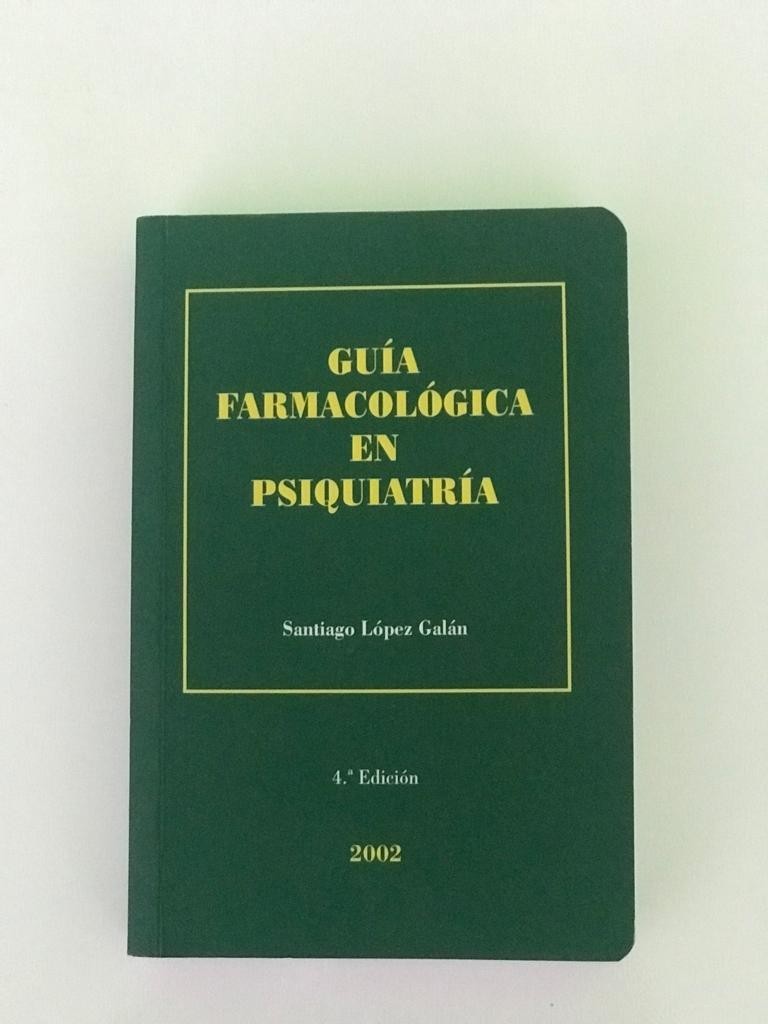 GUÍA
FARMACOLÓGICA
EN
PSIQUIATRÍA
Santiago López Galán
4.ª Edición
2002